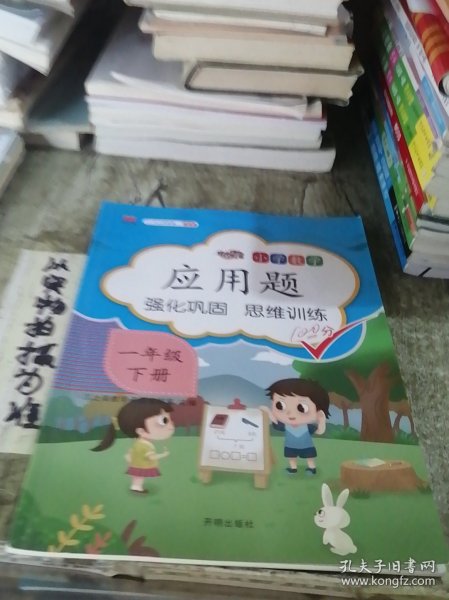 小学数学
应用题
强化巩固 思维训练
100分
一年级
下册
开明出版社
以实物拍摄为准
孔夫子旧书网
www.kongfz.com